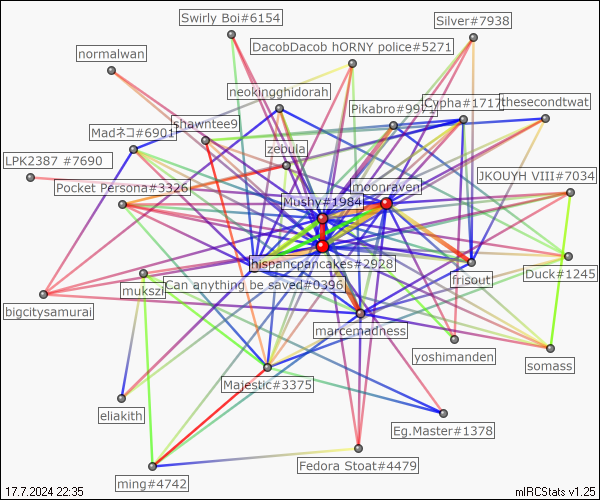 Swirly Boi#6154
Silver#7938
DacobDacob hORNY police#5271
normalwan
neokingghidorah
Pikabro#9971
Cypha#1717
thesecondtwat
shawntee9
Madネコ#6901
zebula
LPK2387 #7690
JKOUYH VIII#7034
Pocket Persona#3326
moonraven
Mushy#1984
hispancpancakes#2928
Duck#1245
frisout
Can anything be saved#0396
mukszi
bigcitysamurai
marcemadness
yoshimanden
somass
Majestic#3375
eliakith
Eg.Master#1378
Fedora Stoat#4479
ming#4742
17.7.2024 22:35
mIRCStats v1.25